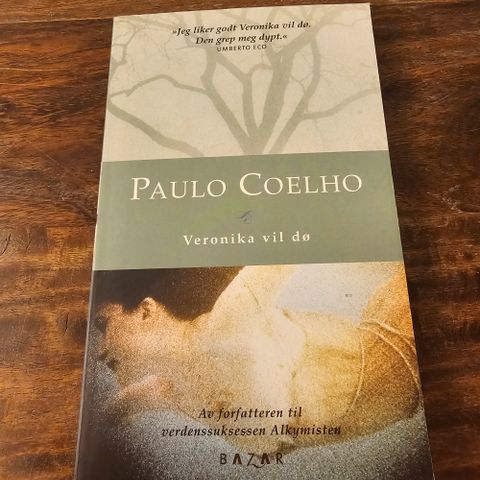 »Jeg liker godt Veronika vil dø.
Den grep meg dypt.«
UMBERTO ECO
PAULO COELHO
Veronika vil dø
Av forfatteren til
verdenssuksessen Alkymisten
BAZAR